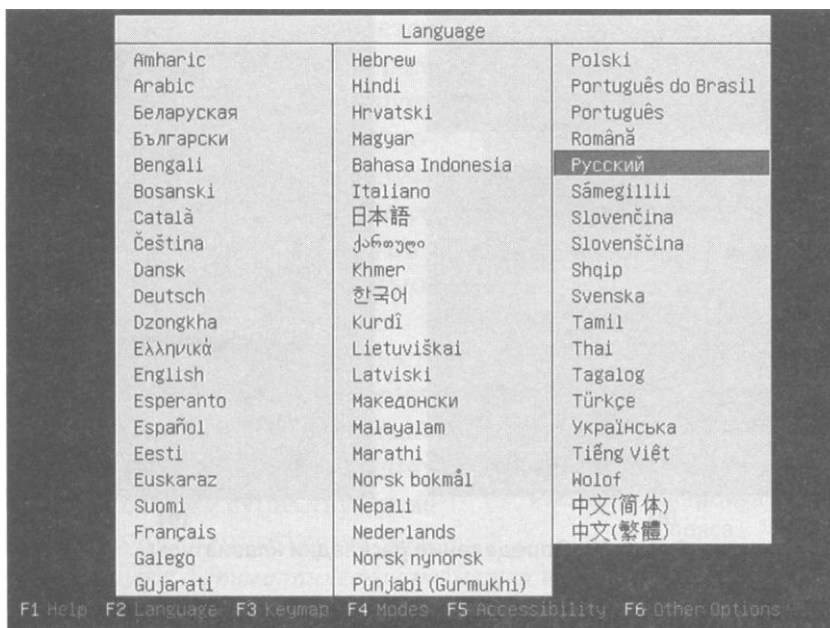 Language
Amharic
Arabic
Беларуская
Български
Bengali
Bosanski
Català
Čeština
Dansk
Deutsch
Dzongkha
Ελληνικά
English
Esperanto
Español
Eesti
Euskaraz
Suomi
Français
Galego
Gujarati
Hebrew
Hindi
Hrvatski
Magyar
Bahasa Indonesia
Italiano
日本語
ქართული
Khmer
한국어
Kurdî
Lietuviškai
Latviski
Македонски
Malayalam
Marathi
Norsk bokmål
Nepali
Nederlands
Norsk nynorsk
Punjabi (Gurmukhi)
Polski
Português do Brasil
Português
Română
Русский
Sámegillii
Slovenčina
Slovenščina
Shqip
Svenska
Tamil
Thai
Tagalog
Türkçe
Українська
Tiếng Việt
Wolof
中文(简体)
中文(繁體)
F1 Help F2 Language F3 Keymap F4 Modes F5 Accessibility F6 Other Options